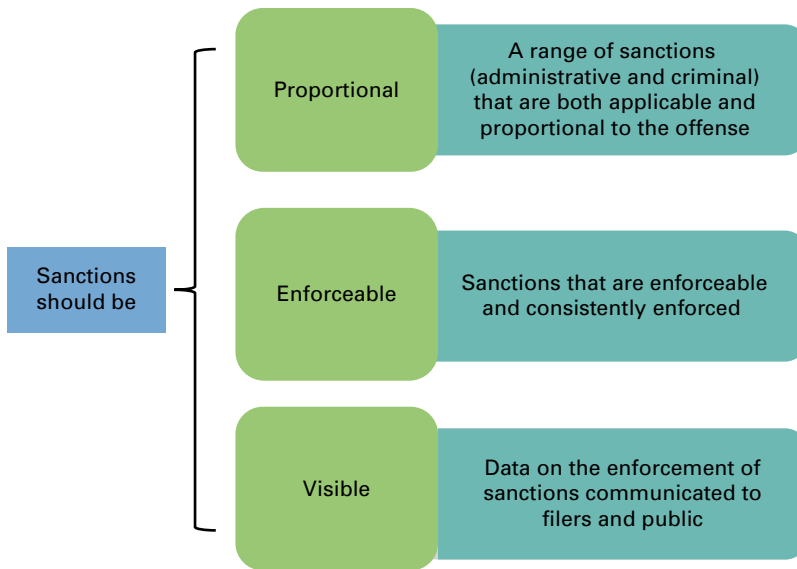 Sanctions
should be
Proportional
A range of sanctions
(administrative and criminal)
that are both applicable and
proportional to the offense
Enforceable
Sanctions that are enforceable
and consistently enforced
Visible
Data on the enforcement of
sanctions communicated to
filers and public